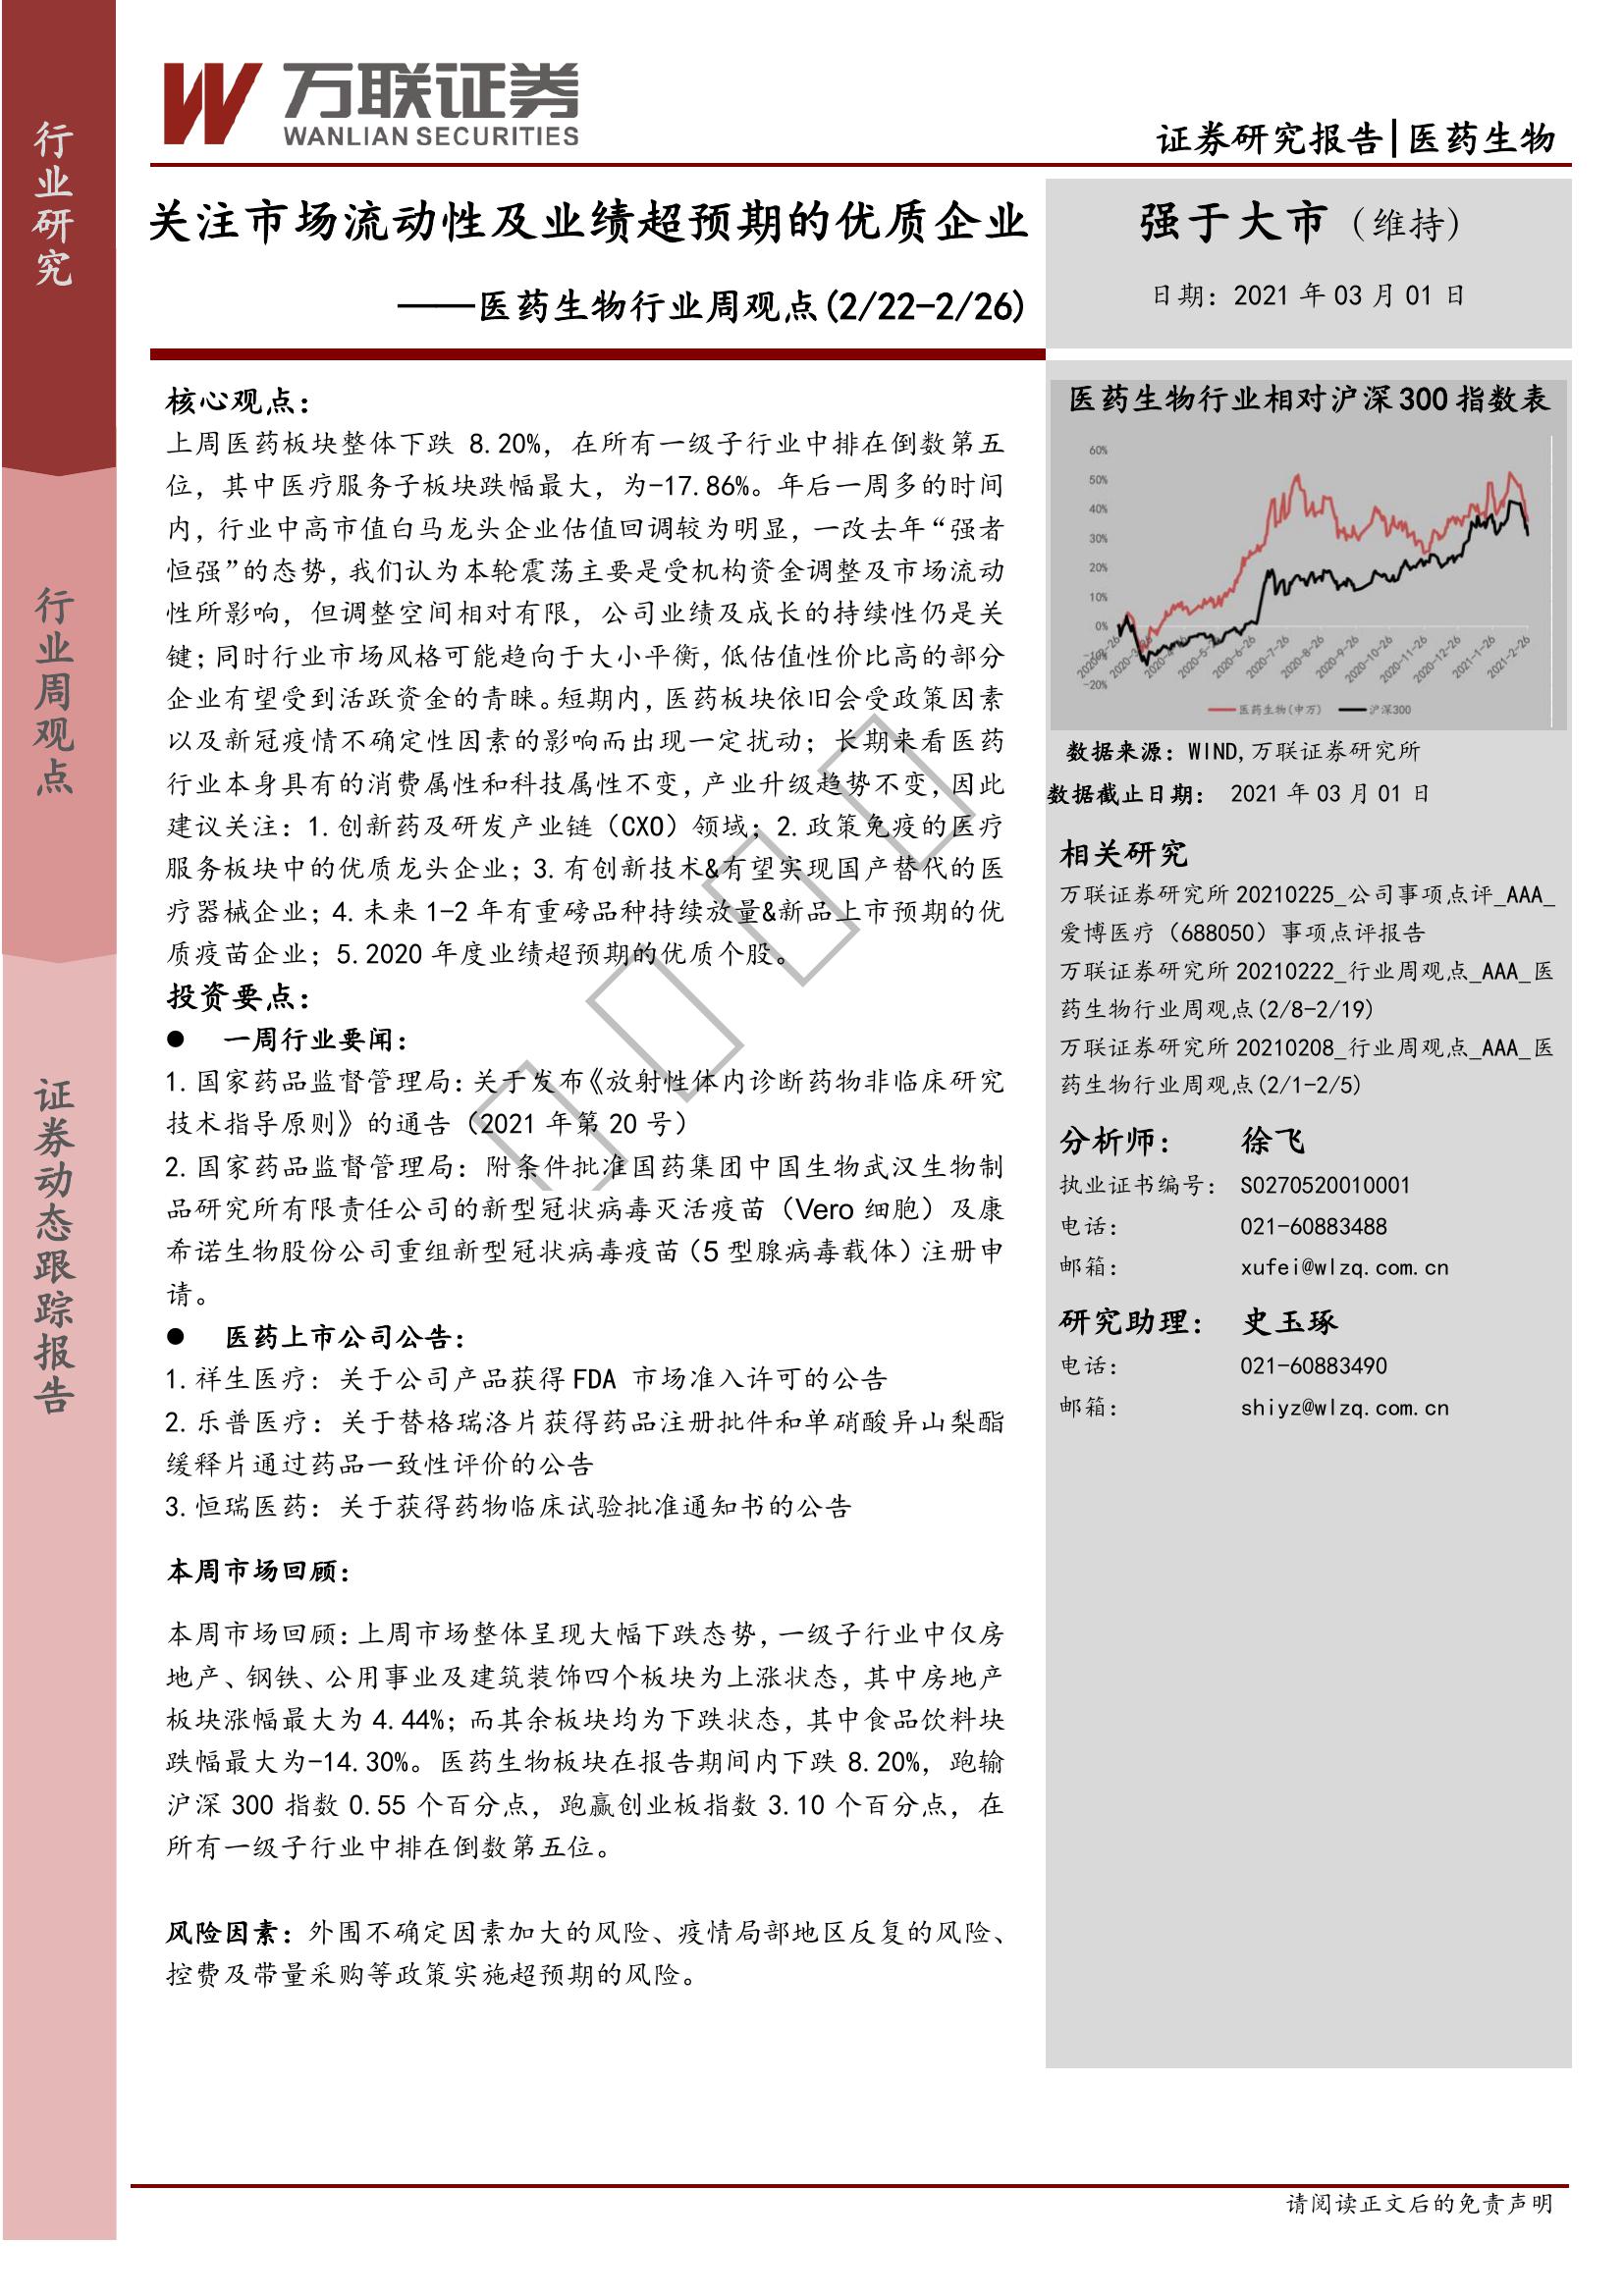 行业研究
行业周观点
证券动态跟踪报告
万联证券
WANLIAN SECURITIES
证券研究报告|医药生物
关注市场流动性及业绩超预期的优质企业
——医药生物行业周观点(2/22-2/26)
强于大市（维持）
日期：2021 年 03 月 01 日
核心观点：
上周医药板块整体下跌 8.20%，在所有一级子行业中排在倒数第五
位，其中医疗服务子板块跌幅最大，为-17.86%。年后一周多的时间
内，行业中高市值白马龙头企业估值回调较为明显，一改去年“强者
恒强”的态势，我们认为本轮震荡主要是受机构资金调整及市场流动
性所影响，但调整空间相对有限，公司业绩及成长的持续性仍是关
键；同时行业市场风格可能趋向于大小平衡，低估值性价比高的部分
企业有望受到活跃资金的青睐。短期内，医药板块依旧会受政策因素
以及新冠疫情不确定性因素的影响而出现一定扰动；长期来看医药
行业本身具有的消费属性和科技属性不变，产业升级趋势不变，因此
建议关注：1.创新药及研发产业链（CXO）领域；2.政策免疫的医疗
服务板块中的优质龙头企业；3.有创新技术&有望实现国产替代的医
疗器械企业；4.未来 1-2 年有重磅品种持续放量&新品上市预期的优
质疫苗企业；5.2020 年度业绩超预期的优质个股。
投资要点：
● 一周行业要闻：
1.国家药品监督管理局：关于发布《放射性体内诊断药物非临床研究
技术指导原则》的通告（2021 年第 20 号）
2.国家药品监督管理局：附条件批准国药集团中国生物武汉生物制
品研究所有限责任公司的新型冠状病毒灭活疫苗（Vero 细胞）及康
希诺生物股份公司重组新型冠状病毒疫苗（5 型腺病毒载体）注册申
请。
● 医药上市公司公告：
1.祥生医疗：关于公司产品获得 FDA 市场准入许可的公告
2.乐普医疗：关于替格瑞洛片获得药品注册批件和单硝酸异山梨酯
缓释片通过药品一致性评价的公告
3.恒瑞医药：关于获得药物临床试验批准通知书的公告
本周市场回顾：
本周市场回顾：上周市场整体呈现大幅下跌态势，一级子行业中仅房
地产、钢铁、公用事业及建筑装饰四个板块为上涨状态，其中房地产
板块涨幅最大为 4.44%；而其余板块均为下跌状态，其中食品饮料块
跌幅最大为-14.30%。医药生物板块在报告期间内下跌 8.20%，跑输
沪深 300 指数 0.55 个百分点，跑赢创业板指数 3.10 个百分点，在
所有一级子行业中排在倒数第五位。
风险因素：外围不确定因素加大的风险、疫情局部地区反复的风险、
控费及带量采购等政策实施超预期的风险。
医药生物行业相对沪深 300 指数表
60%
50%
40%
30%
20%
10%
0%
-10%
-20%
2020-2-26
2020-3-26
2020-4-26
2020-5-26
2020-6-26
2020-7-26
2020-8-26
2020-9-26
2020-10-26
2020-11-26
2020-12-26
2021-1-26
2021-2-26
医药生物(申万)
沪深300
数据来源：WIND,万联证券研究所
数据截止日期： 2021 年 03 月 01 日
相关研究
万联证券研究所 20210225_公司事项点评_AAA_
爱博医疗（688050）事项点评报告
万联证券研究所 20210222_行业周观点_AAA_医
药生物行业周观点(2/8-2/19)
万联证券研究所 20210208_行业周观点_AAA_医
药生物行业周观点(2/1-2/5)
分析师： 徐飞
执业证书编号： S0270520010001
电话： 021-60883488
邮箱： xufei@wlzq.com.cn
研究助理： 史玉琢
电话： 021-60883490
邮箱： shiyz@wlzq.com.cn
请阅读正文后的免责声明